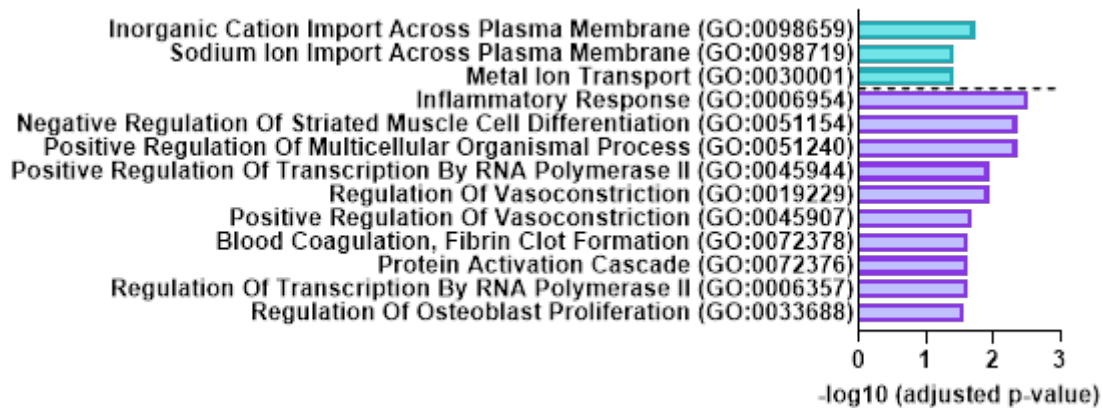 Inorganic Cation Import Across Plasma Membrane (GO:0098659)
Sodium Ion Import Across Plasma Membrane (GO:0098719)
Metal Ion Transport (GO:0030001)
Inflammatory Response (GO:0006954)
Negative Regulation Of Striated Muscle Cell Differentiation (GO:0051154)
Positive Regulation Of Multicellular Organismal Process (GO:0051240)
Positive Regulation Of Transcription By RNA Polymerase II (GO:0045944)
Regulation Of Vasoconstriction (GO:0019229)
Positive Regulation Of Vasoconstriction (GO:0045907)
Blood Coagulation, Fibrin Clot Formation (GO:0072378)
Protein Activation Cascade (GO:0072376)
Regulation Of Transcription By RNA Polymerase II (GO:0006357)
Regulation Of Osteoblast Proliferation (GO:0033688)
0 1 2 3
-log10 (adjusted p-value)